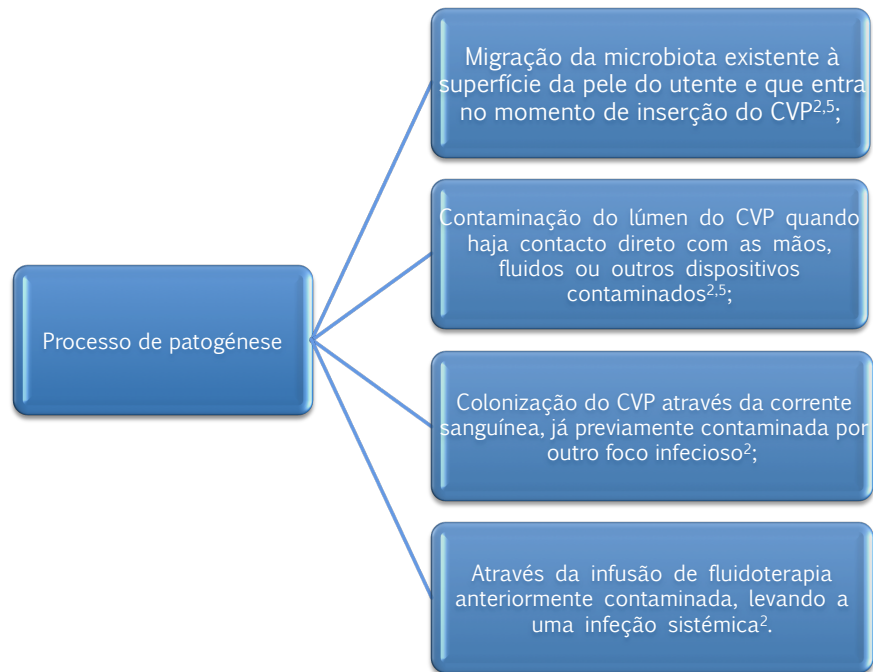 Processo de patogénese
Migração da microbiota existente à
superfície da pele do utente e que entra
no momento de inserção do CVP2,5;
Contaminação do lúmen do CVP quando
haja contacto direto com as mãos,
fluidos ou outros dispositivos
contaminados2,5;
Colonização do CVP através da corrente
sanguínea, já previamente contaminada por
outro foco infecioso2;
Através da infusão de fluidoterapia
anteriormente contaminada, levando a
uma infeção sistémica2.